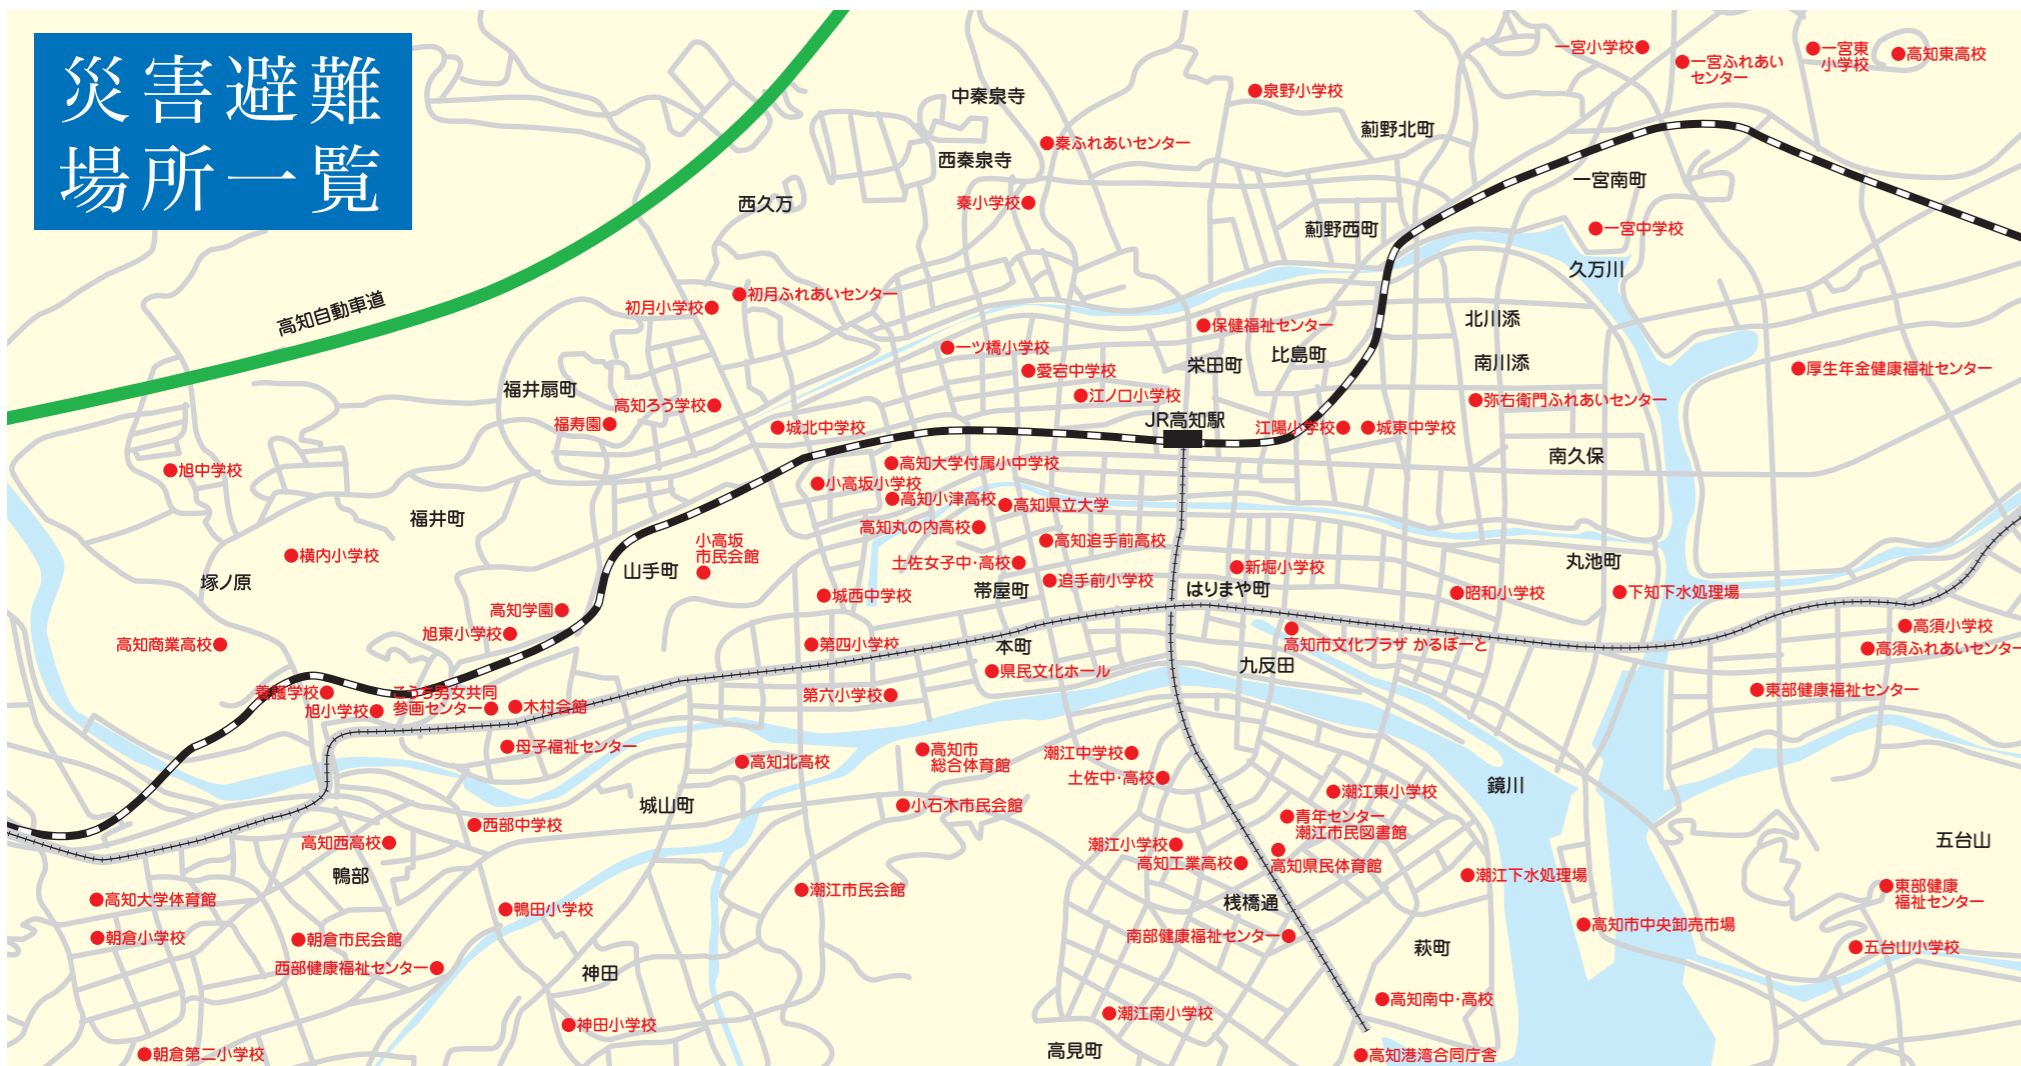 災害避難
場所一覧
一宮小学校
一宮ふれあい
センター
一宮東
小学校
高知東高校
中秦泉寺
泉野小学校
薊野北町
秦ふれあいセンター
西秦泉寺
一宮南町
西久万
秦小学校
薊野西町
一宮中学校
久万川
高知自動車道
初月小学校
初月ふれあいセンター
保健福祉センター
北川添
一ツ橋小学校
比島町
栄田町
南川添
愛宕中学校
厚生年金健康福祉センター
福井扇町
江ノ口小学校
弥右衛門ふれあいセンター
高知ろう学校
福寿園
城北中学校
JR高知駅
江陽小学校
城東中学校
南久保
旭中学校
高知大学付属小中学校
小高坂小学校
高知小津高校
高知県立大学
福井町
高知丸の内高校
小高坂
市民会館
高知追手前高校
横内小学校
山手町
土佐女子中・高校
新堀小学校
丸池町
塚ノ原
追手前小学校
帯屋町
はりまや町
城西中学校
昭和小学校
下知下水処理場
高知学園
旭東小学校
高須小学校
高知商業高校
第四小学校
本町
高知市文化プラザ かるぽーと
高須ふれあいセンター
県民文化ホール
九反田
養護学校
こうち男女共同
参画センター
第六小学校
東部健康福祉センター
旭小学校
木村会館
母子福祉センター
高知北高校
高知市
総合体育館
潮江中学校
土佐中・高校
鏡川
城山町
小石木市民会館
潮江東小学校
青年センター
潮江市民図書館
西部中学校
高知西高校
潮江小学校
五台山
高知工業高校
高知県民体育館
鴨部
潮江下水処理場
東部健康
福祉センター
高知大学体育館
潮江市民会館
桟橋通
鴨田小学校
高知市中央卸売市場
朝倉小学校
朝倉市民会館
南部健康福祉センター
萩町
五台山小学校
西部健康福祉センター
神田
高知南中・高校
潮江南小学校
神田小学校
高見町
朝倉第二小学校
高知港湾合同庁舎